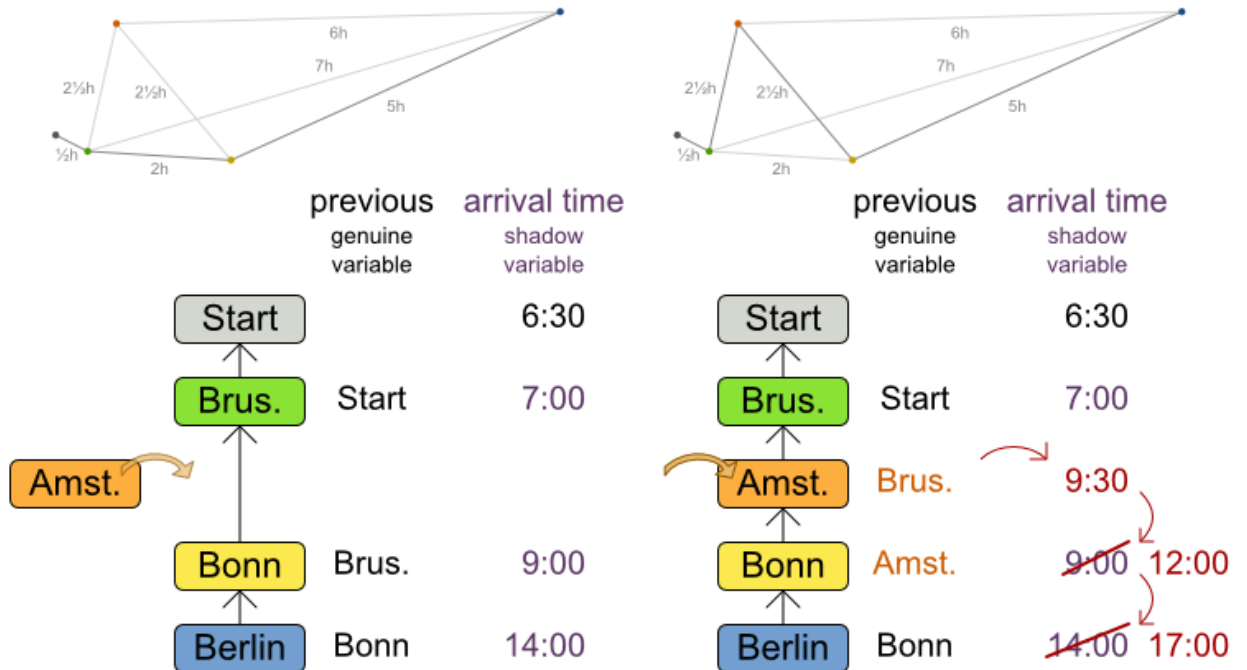 6h 6h
7h 7h
2½h 2½h 2½h 2½h
5h 5h
½h ½h
2h 2h
previous arrival time previous arrival time
genuine shadow genuine shadow
variable variable variable variable
Start 6:30 Start 6:30
Brus. Start 7:00 Brus. Start 7:00
Amst. Amst. Brus. 9:30
Bonn Brus. 9:00 Bonn Amst. 9:00 12:00
Berlin Bonn 14:00 Berlin Bonn 14:00 17:00